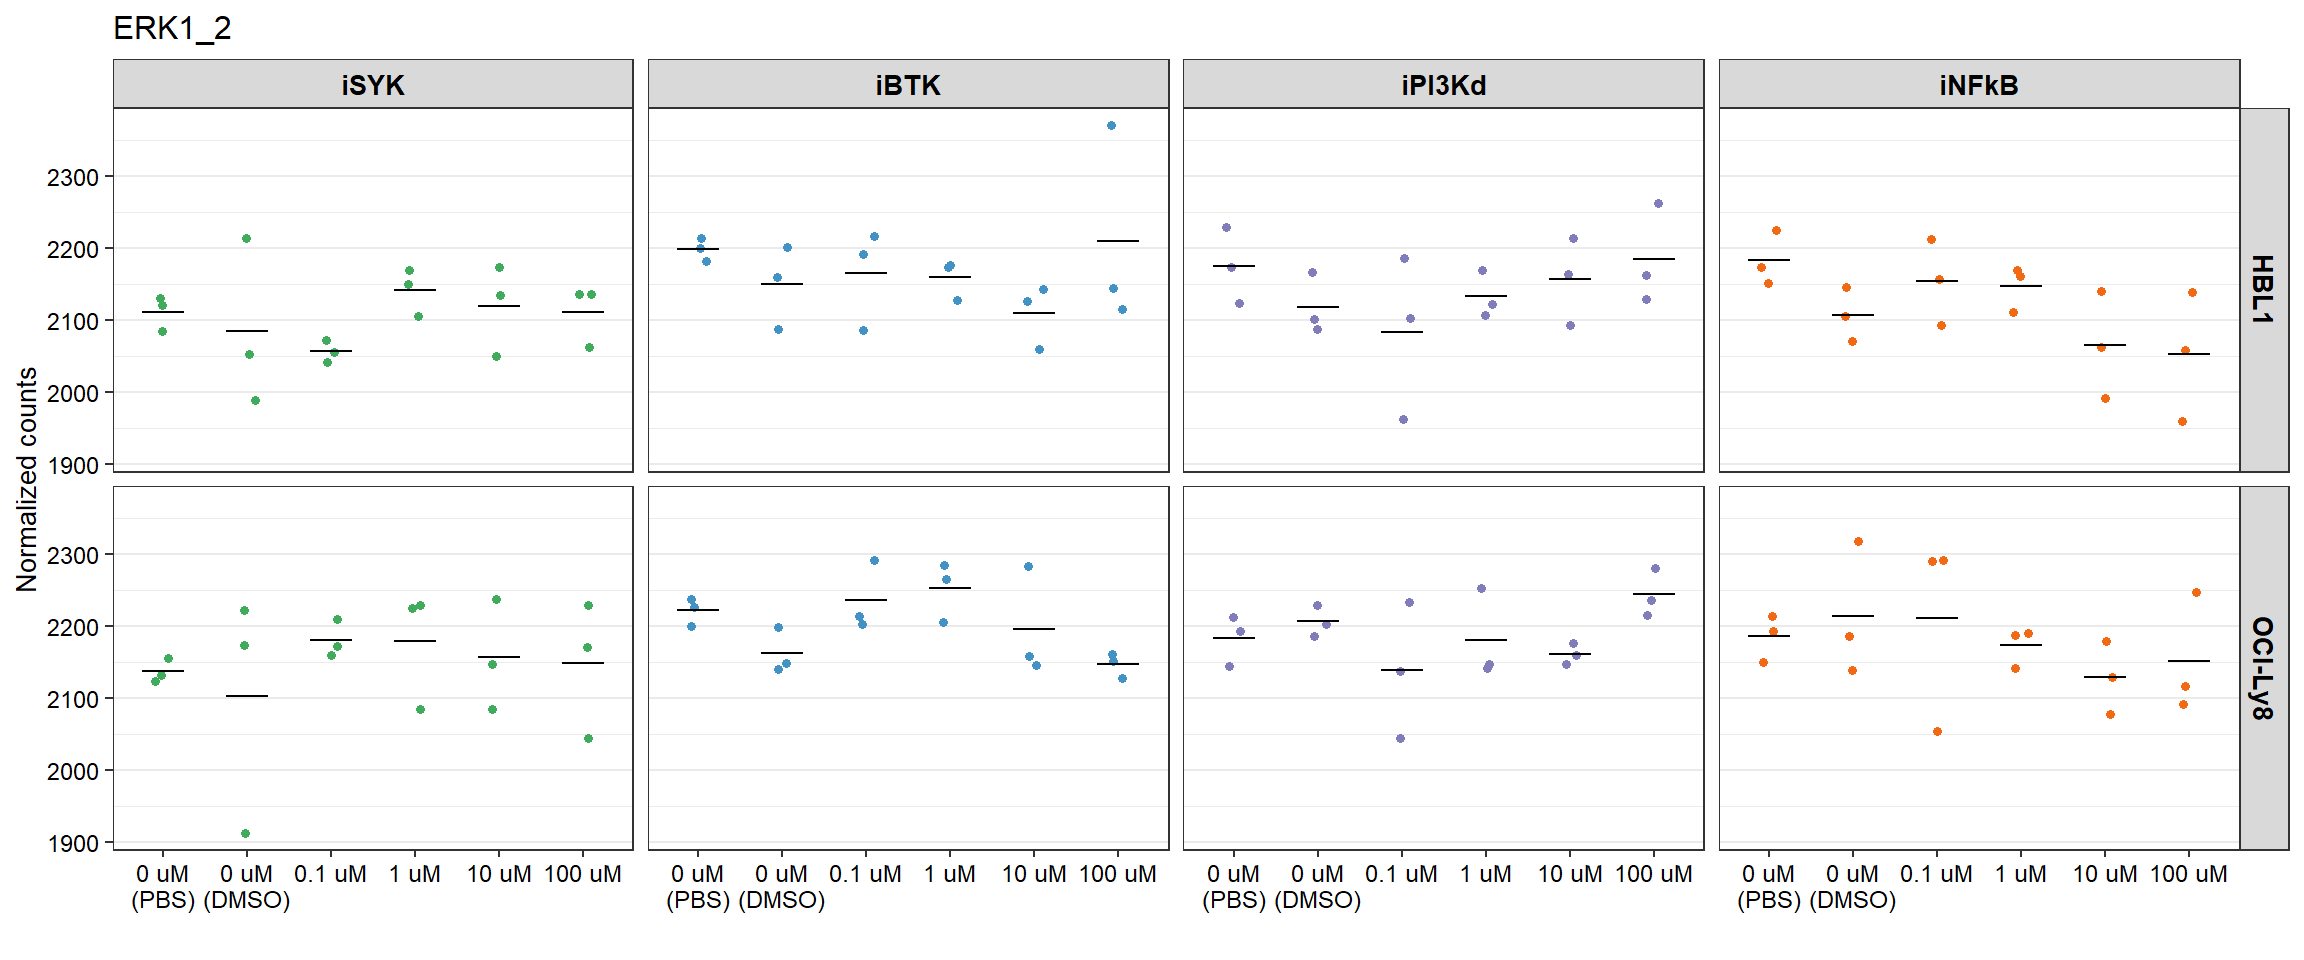 ERK1_2
iSYK iBTK iPI3Kd iNFkB
HBL1
2300
2200
2100
2000
1900
Normalized counts
OCI-Ly8
2300
2200
2100
2000
1900
0 uM 0 uM 0.1 uM 1 uM 10 uM 100 uM 0 uM 0 uM 0.1 uM 1 uM 10 uM 100 uM 0 uM 0 uM 0.1 uM 1 uM 10 uM 100 uM 0 uM 0 uM 0.1 uM 1 uM 10 uM 100 uM
(PBS) (DMSO) (PBS) (DMSO) (PBS) (DMSO) (PBS) (DMSO)